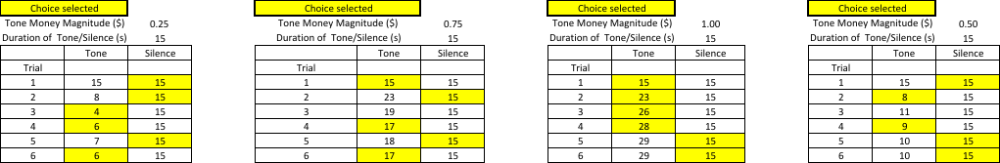 Choice selected Choice selected Choice selected Choice selected
Tone Money Magnitude ($) 0.25 Tone Money Magnitude ($) 0.75 Tone Money Magnitude ($) 1.00 Tone Money Magnitude ($) 0.50
Duration of Tone/Silence (s) 15 Duration of Tone/Silence (s) 15 Duration of Tone/Silence (s) 15 Duration of Tone/Silence (s) 15
Tone Silence Tone Silence Tone Silence Tone Silence
Trial Trial Trial Trial
1 15 15 1 15 15 1 15 15 1 15 15
2 8 15 2 23 15 2 23 15 2 8 15
3 4 15 3 19 15 3 26 15 3 11 15
4 6 15 4 17 15 4 28 15 4 9 15
5 7 15 5 18 15 5 29 15 5 10 15
6 6 15 6 17 15 6 29 15 6 10 15